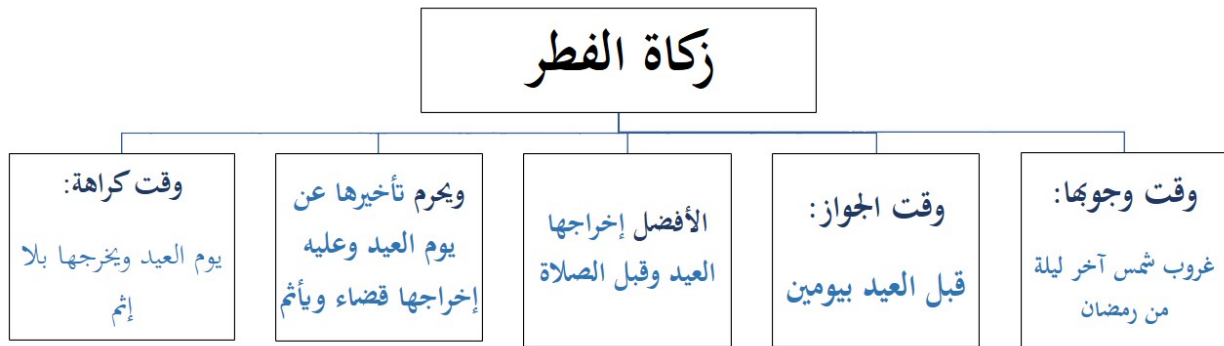 زكاة الفطر
وقت وجوبها:
غروب شمس آخر ليلة
من رمضان
وقت الجواز:
قبل العيد بيومين
الأفضل إخراجها
العيد وقبل الصلاة
ويحرم تأخيرها عن
يوم العيد وعليه
إخراجها قضاء ويأثم
وقت كراهة:
يوم العيد ويخرجها بلا
إثم